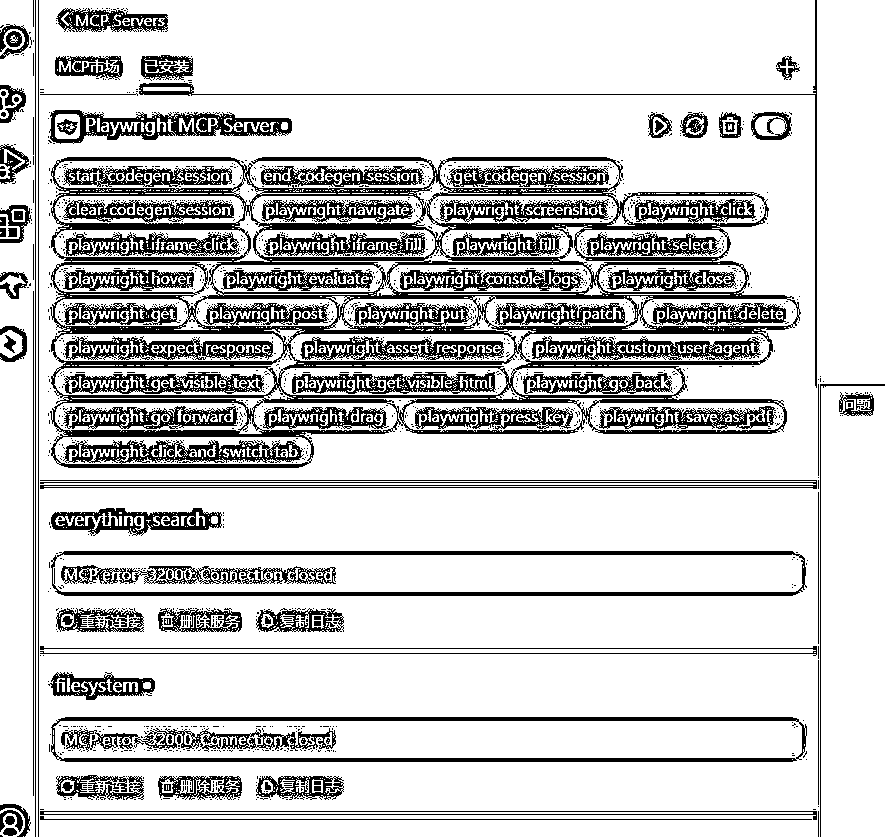 MCP Servers
MCP市场 已安装
Playwright MCP Server
start_codegen_session end_codegen_session get_codegen_session
clear_codegen_session playwright_navigate playwright_screenshot playwright_click
playwright_iframe_click playwright_iframe_fill playwright_fill playwright_select
playwright_hover playwright_evaluate playwright_console_logs playwright_close
playwright_get playwright_post playwright_put playwright_patch playwright_delete
playwright_expect_response playwright_assert_response playwright_custom_user_agent
playwright_get_visible_text playwright_get_visible_html playwright_go_back
playwright_go_forward playwright_drag playwright_press_key playwright_save_as_pdf
playwright_click_and_switch_tab
问题
everything-search
MCP error -32000: Connection closed
重新连接 删除服务 复制日志
filesystem
MCP error -32000: Connection closed
重新连接 删除服务 复制日志